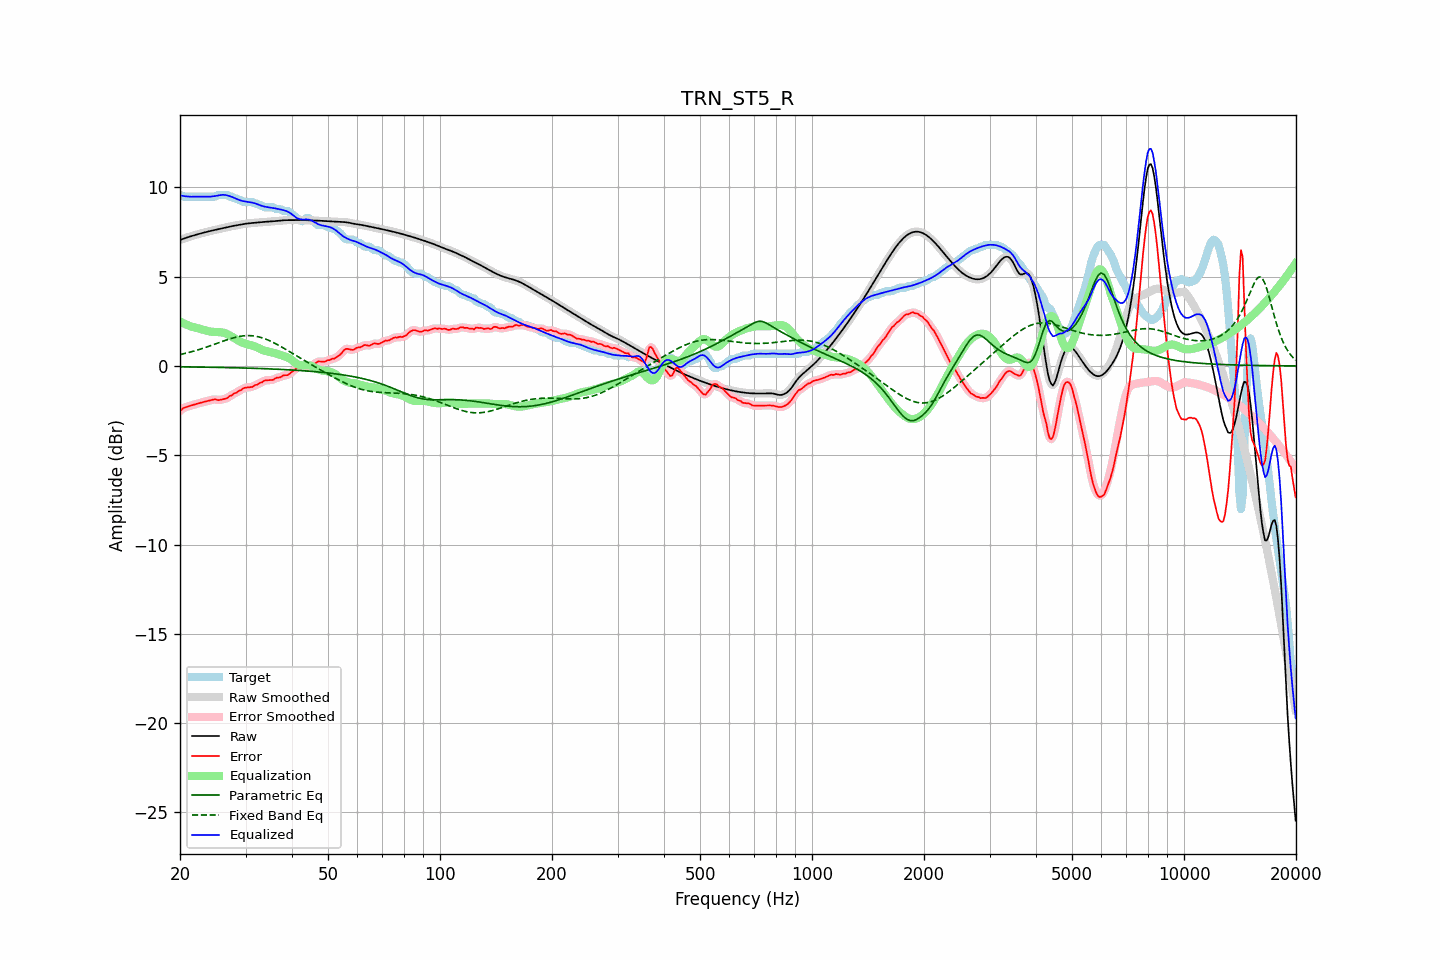 TRN_ST5_R
Amplitude (dBr)
10
5
0
−5
−10
−15
−20
−25
Target
Raw Smoothed
Error Smoothed
Raw
Error
Equalization
Parametric Eq
Fixed Band Eq
Equalized
20
50
100
200
500
1000
2000
5000
10000
20000
Frequency (Hz)